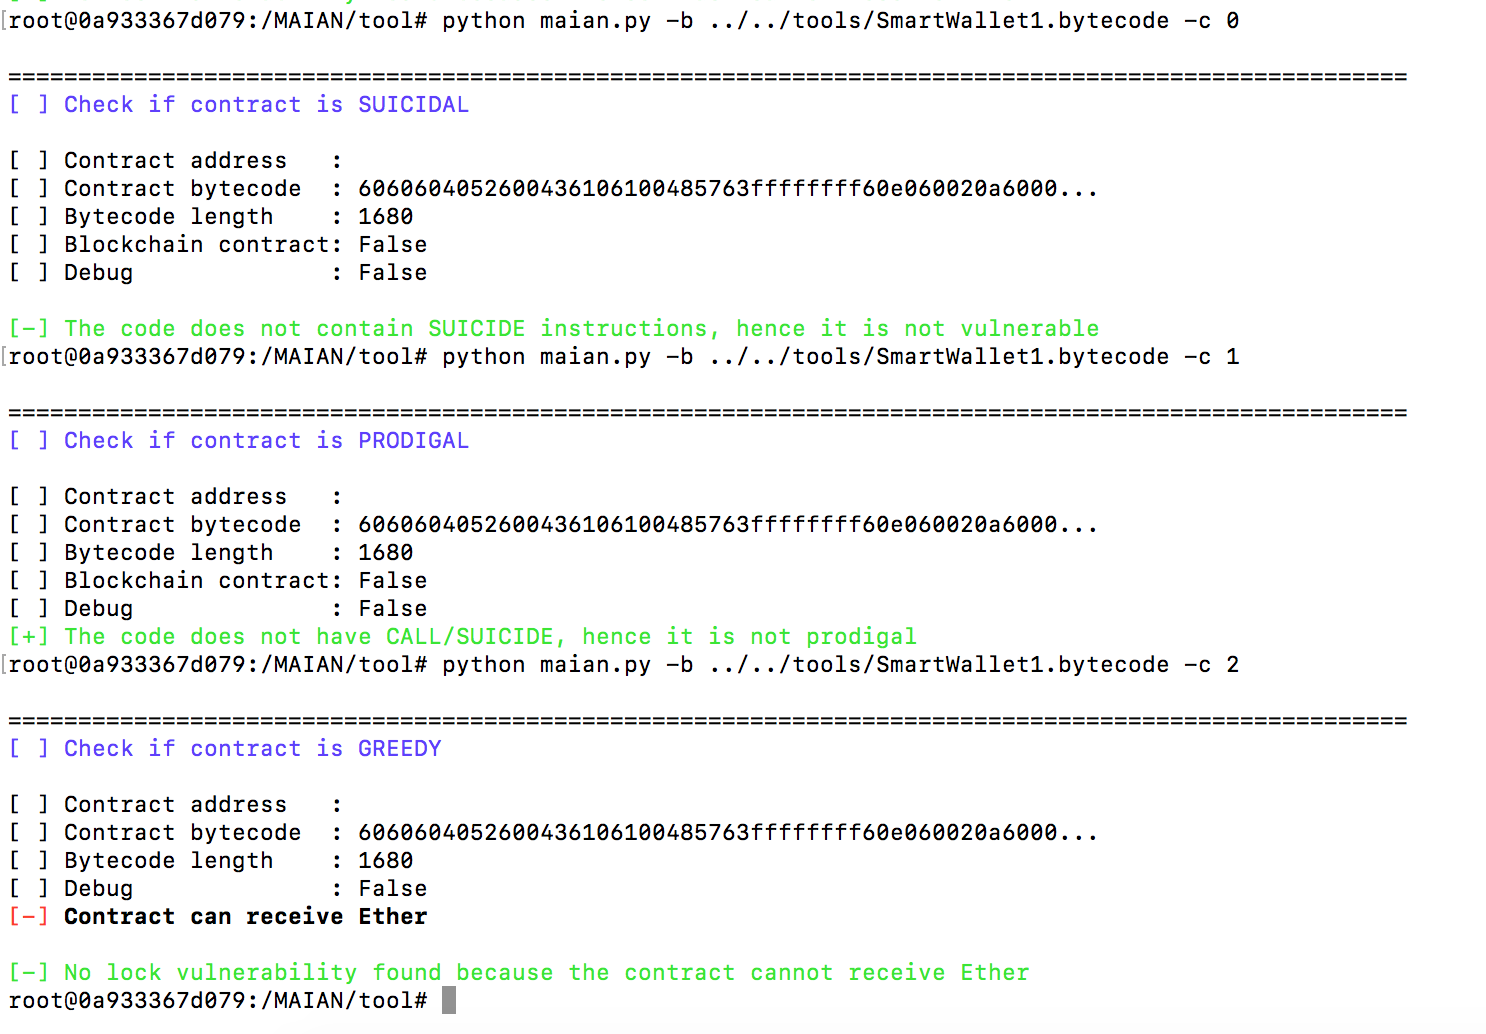 [root@0a933367d079:/MAIAN/tool# python maian.py -b ../../tools/SmartWallet1.bytecode -c 0
====================================================================================================
[ ] Check if contract is SUICIDAL
[ ] Contract address   :
[ ] Contract bytecode  : 6060604052600436106100485763ffffffff60e060020a6000...
[ ] Bytecode length    : 1680
[ ] Blockchain contract: False
[ ] Debug              : False
[-] The code does not contain SUICIDE instructions, hence it is not vulnerable
[root@0a933367d079:/MAIAN/tool# python maian.py -b ../../tools/SmartWallet1.bytecode -c 1
====================================================================================================
[ ] Check if contract is PRODIGAL
[ ] Contract address   :
[ ] Contract bytecode  : 6060604052600436106100485763ffffffff60e060020a6000...
[ ] Bytecode length    : 1680
[ ] Blockchain contract: False
[ ] Debug              : False
[+] The code does not have CALL/SUICIDE, hence it is not prodigal
[root@0a933367d079:/MAIAN/tool# python maian.py -b ../../tools/SmartWallet1.bytecode -c 2
====================================================================================================
[ ] Check if contract is GREEDY
[ ] Contract address   :
[ ] Contract bytecode  : 6060604052600436106100485763ffffffff60e060020a6000...
[ ] Bytecode length    : 1680
[ ] Debug              : False
[-] Contract can receive Ether
[-] No lock vulnerability found because the contract cannot receive Ether
root@0a933367d079:/MAIAN/tool#